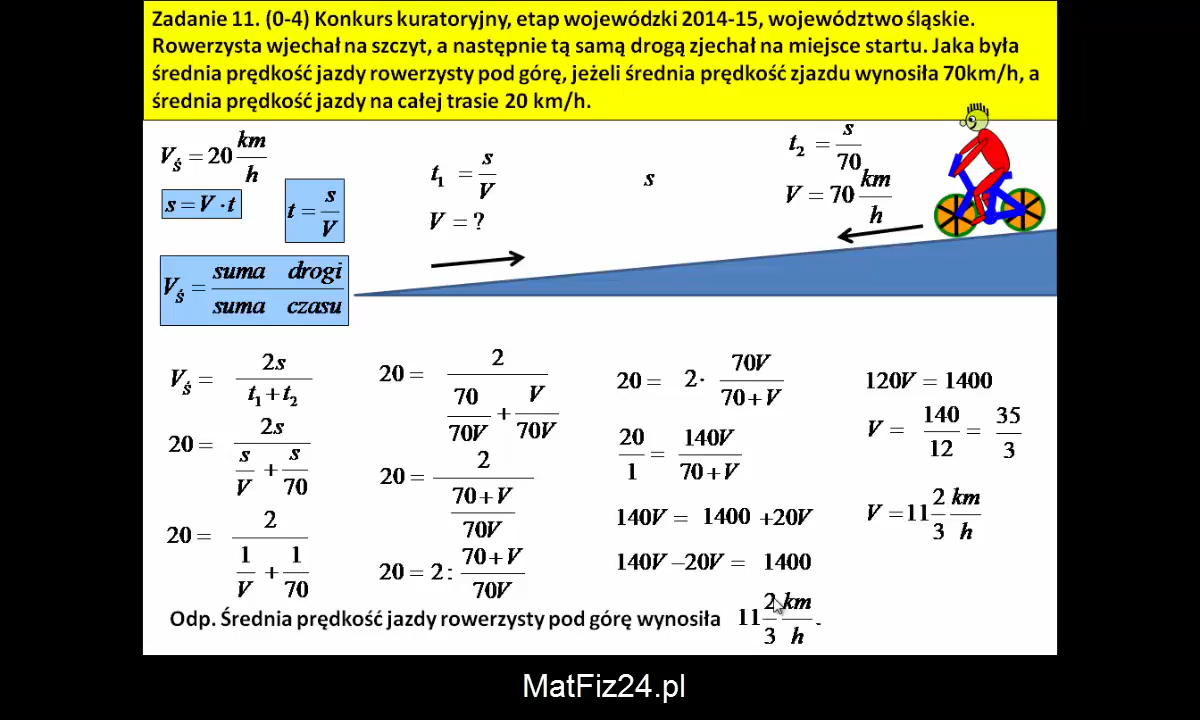 Zadanie 11. (0-4) Konkurs kuratoryjny, etap wojewódzki 2014-15, województwo śląskie.
Rowerzysta wjechał na szczyt, a następnie tą samą drogą zjechał na miejsce startu. Jaka była
średnia prędkość jazdy rowerzysty pod górę, jeżeli średnia prędkość zjazdu wynosiła 70km/h, a
średnia prędkość jazdy na całej trasie 20 km/h.
Vś = 20 km/h
s = V · t
t = s/V
Vś = suma drogi / suma czasu
t₁ = s/V
V = ?
s
t₂ = s/70
V = 70 km/h
Vś = 2s/(t₁+t₂)
20 = 2s/(s/V + s/70)
20 = 2/(1/V + 1/70)
20 = 2/(70/70V + V/70V)
20 = 2/((70+V)/70V)
20 = 2 : (70+V)/70V
20 = 2 · 70V/(70+V)
20/1 = 140V/(70+V)
140V = 1400 +20V
140V −20V = 1400
120V = 1400
V = 140/12 = 35/3
V = 11 2/3 km/h
Odp. Średnia prędkość jazdy rowerzysty pod górę wynosiła 11 2/3 km/h .
MatFiz24.pl